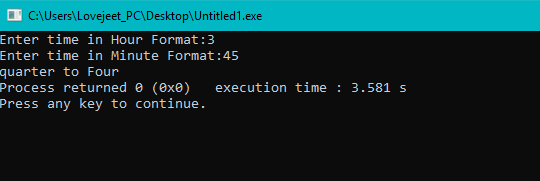 C:\Users\Lovejeet_PC\Desktop\Untitled1.exe
Enter time in Hour Format:3
Enter time in Minute Format:45
quarter to Four
Process returned 0 (0x0)   execution time : 3.581 s
Press any key to continue.